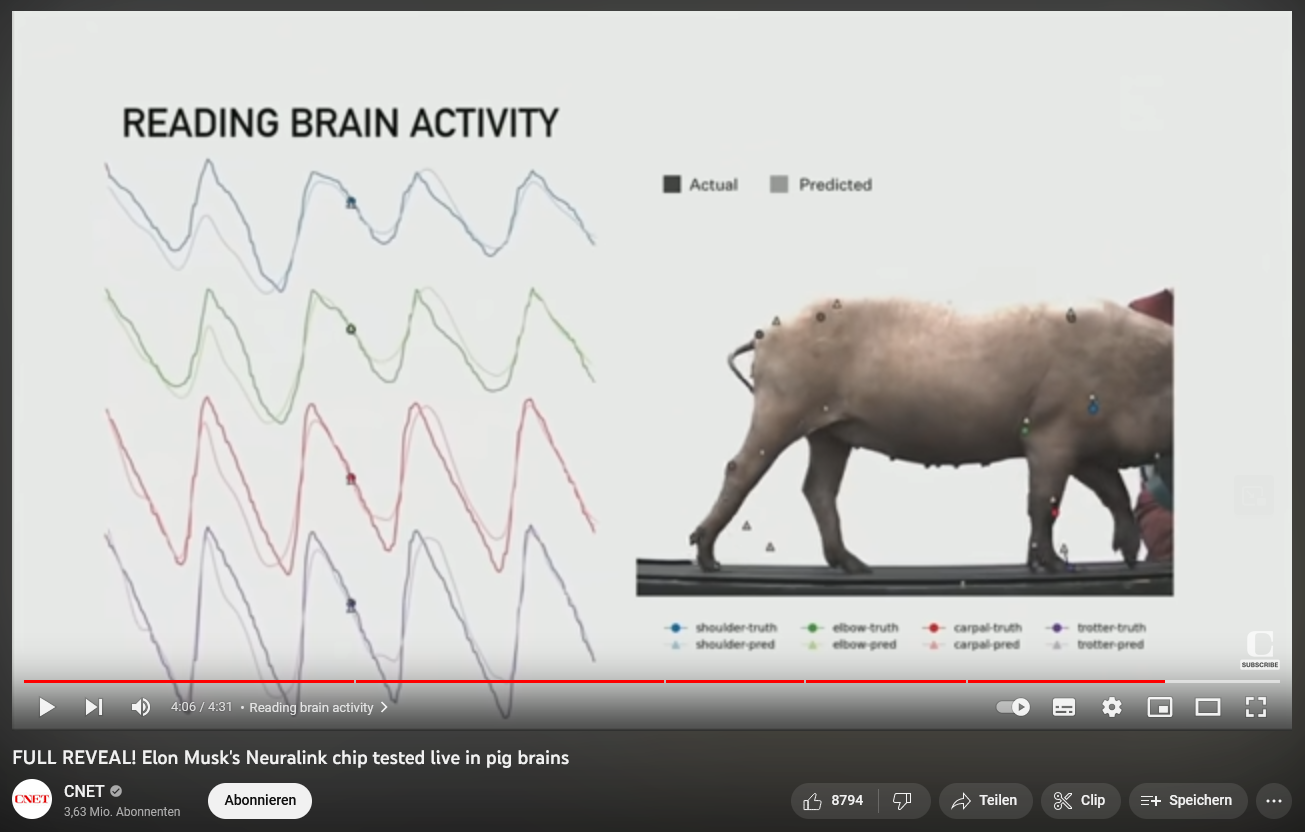 READING BRAIN ACTIVITY
Actual Predicted
shoulder-truth elbow-truth carpal-truth trotter-truth
shoulder-pred elbow-pred carpal-pred trotter-pred
SUBSCRIBE
4:06 / 4:31 • Reading brain activity
FULL REVEAL! Elon Musk's Neuralink chip tested live in pig brains
CNET
CNET
3,63 Mio. Abonnenten
Abonnieren
8794
Teilen
Clip
Speichern